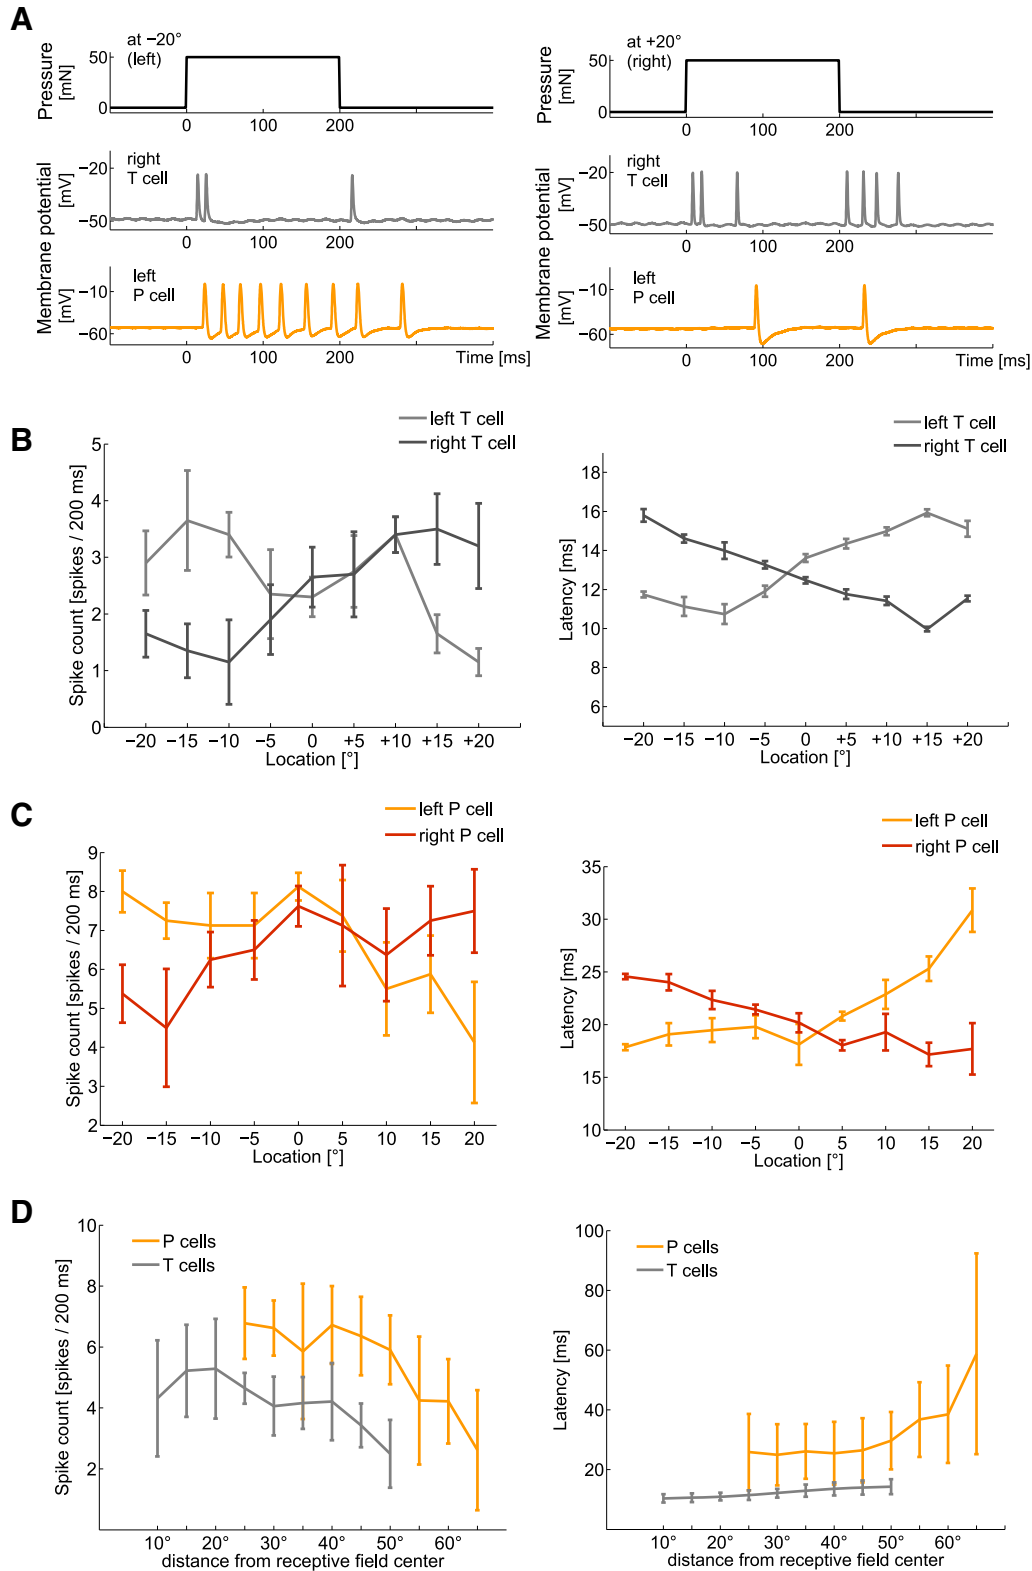 A
at −20°
(left)
Pressure
[mN]
50
0
0 100 200
right
T cell
−20
−50
0 100 200
Membrane potential
[mV]
left
P cell
−10
−60
[mV]
0 100 200 Time [ms]
at +20°
(right)
Pressure
[mN]
50
0
0 100 200
right
T cell
−20
−50
0 100 200
Membrane potential
[mV]
left
P cell
−10
−60
[mV]
0 100 200 Time [ms]
B
left T cell
right T cell
Spike count [spikes / 200 ms]
5
4
3
2
1
0
−20 −15 −10 −5 0 +5 +10 +15 +20
Location [°]
left T cell
right T cell
Latency [ms]
18
16
14
12
10
8
6
−20 −15 −10 −5 0 +5 +10 +15 +20
Location [°]
C
left P cell
right P cell
Spike count [spikes / 200 ms]
9
8
7
6
5
4
3
2
−20 −15 −10 −5 0 5 10 15 20
Location [°]
left P cell
right P cell
Latency [ms]
35
30
25
20
15
10
−20 −15 −10 −5 0 5 10 15 20
Location [°]
D
P cells
T cells
Spike count [spikes / 200 ms]
10
8
6
4
2
10° 20° 30° 40° 50° 60°
distance from receptive field center
P cells
T cells
Latency [ms]
100
80
60
40
20
10° 20° 30° 40° 50° 60°
distance from receptive field center